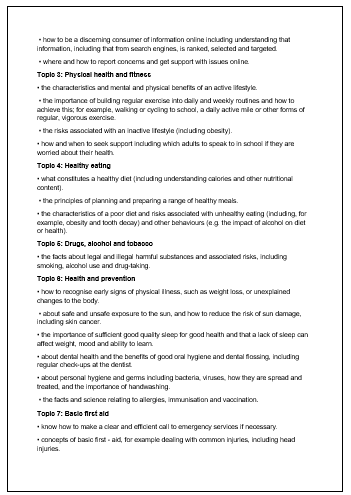 • how to be a discerning consumer of information online including understanding that
information, including that from search engines, is ranked, selected and targeted.
• where and how to report concerns and get support with issues online.
Topic 3: Physical health and fitness
• the characteristics and mental and physical benefits of an active lifestyle.
• the importance of building regular exercise into daily and weekly routines and how to
achieve this; for example, walking or cycling to school, a daily active mile or other forms of
regular, vigorous exercise.
• the risks associated with an inactive lifestyle (including obesity).
• how and when to seek support including which adults to speak to in school if they are
worried about their health.
Topic 4: Healthy eating
• what constitutes a healthy diet (including understanding calories and other nutritional
content).
• the principles of planning and preparing a range of healthy meals.
• the characteristics of a poor diet and risks associated with unhealthy eating (including, for
example, obesity and tooth decay) and other behaviours (e.g. the impact of alcohol on diet
or health).
Topic 5: Drugs, alcohol and tobacco
• the facts about legal and illegal harmful substances and associated risks, including
smoking, alcohol use and drug-taking.
Topic 6: Health and prevention
• how to recognise early signs of physical illness, such as weight loss, or unexplained
changes to the body.
• about safe and unsafe exposure to the sun, and how to reduce the risk of sun damage,
including skin cancer.
• the importance of sufficient good quality sleep for good health and that a lack of sleep can
affect weight, mood and ability to learn.
• about dental health and the benefits of good oral hygiene and dental flossing, including
regular check-ups at the dentist.
• about personal hygiene and germs including bacteria, viruses, how they are spread and
treated, and the importance of handwashing.
• the facts and science relating to allergies, immunisation and vaccination.
Topic 7: Basic first aid
• know how to make a clear and efficient call to emergency services if necessary.
• concepts of basic first - aid, for example dealing with common injuries, including head
injuries.